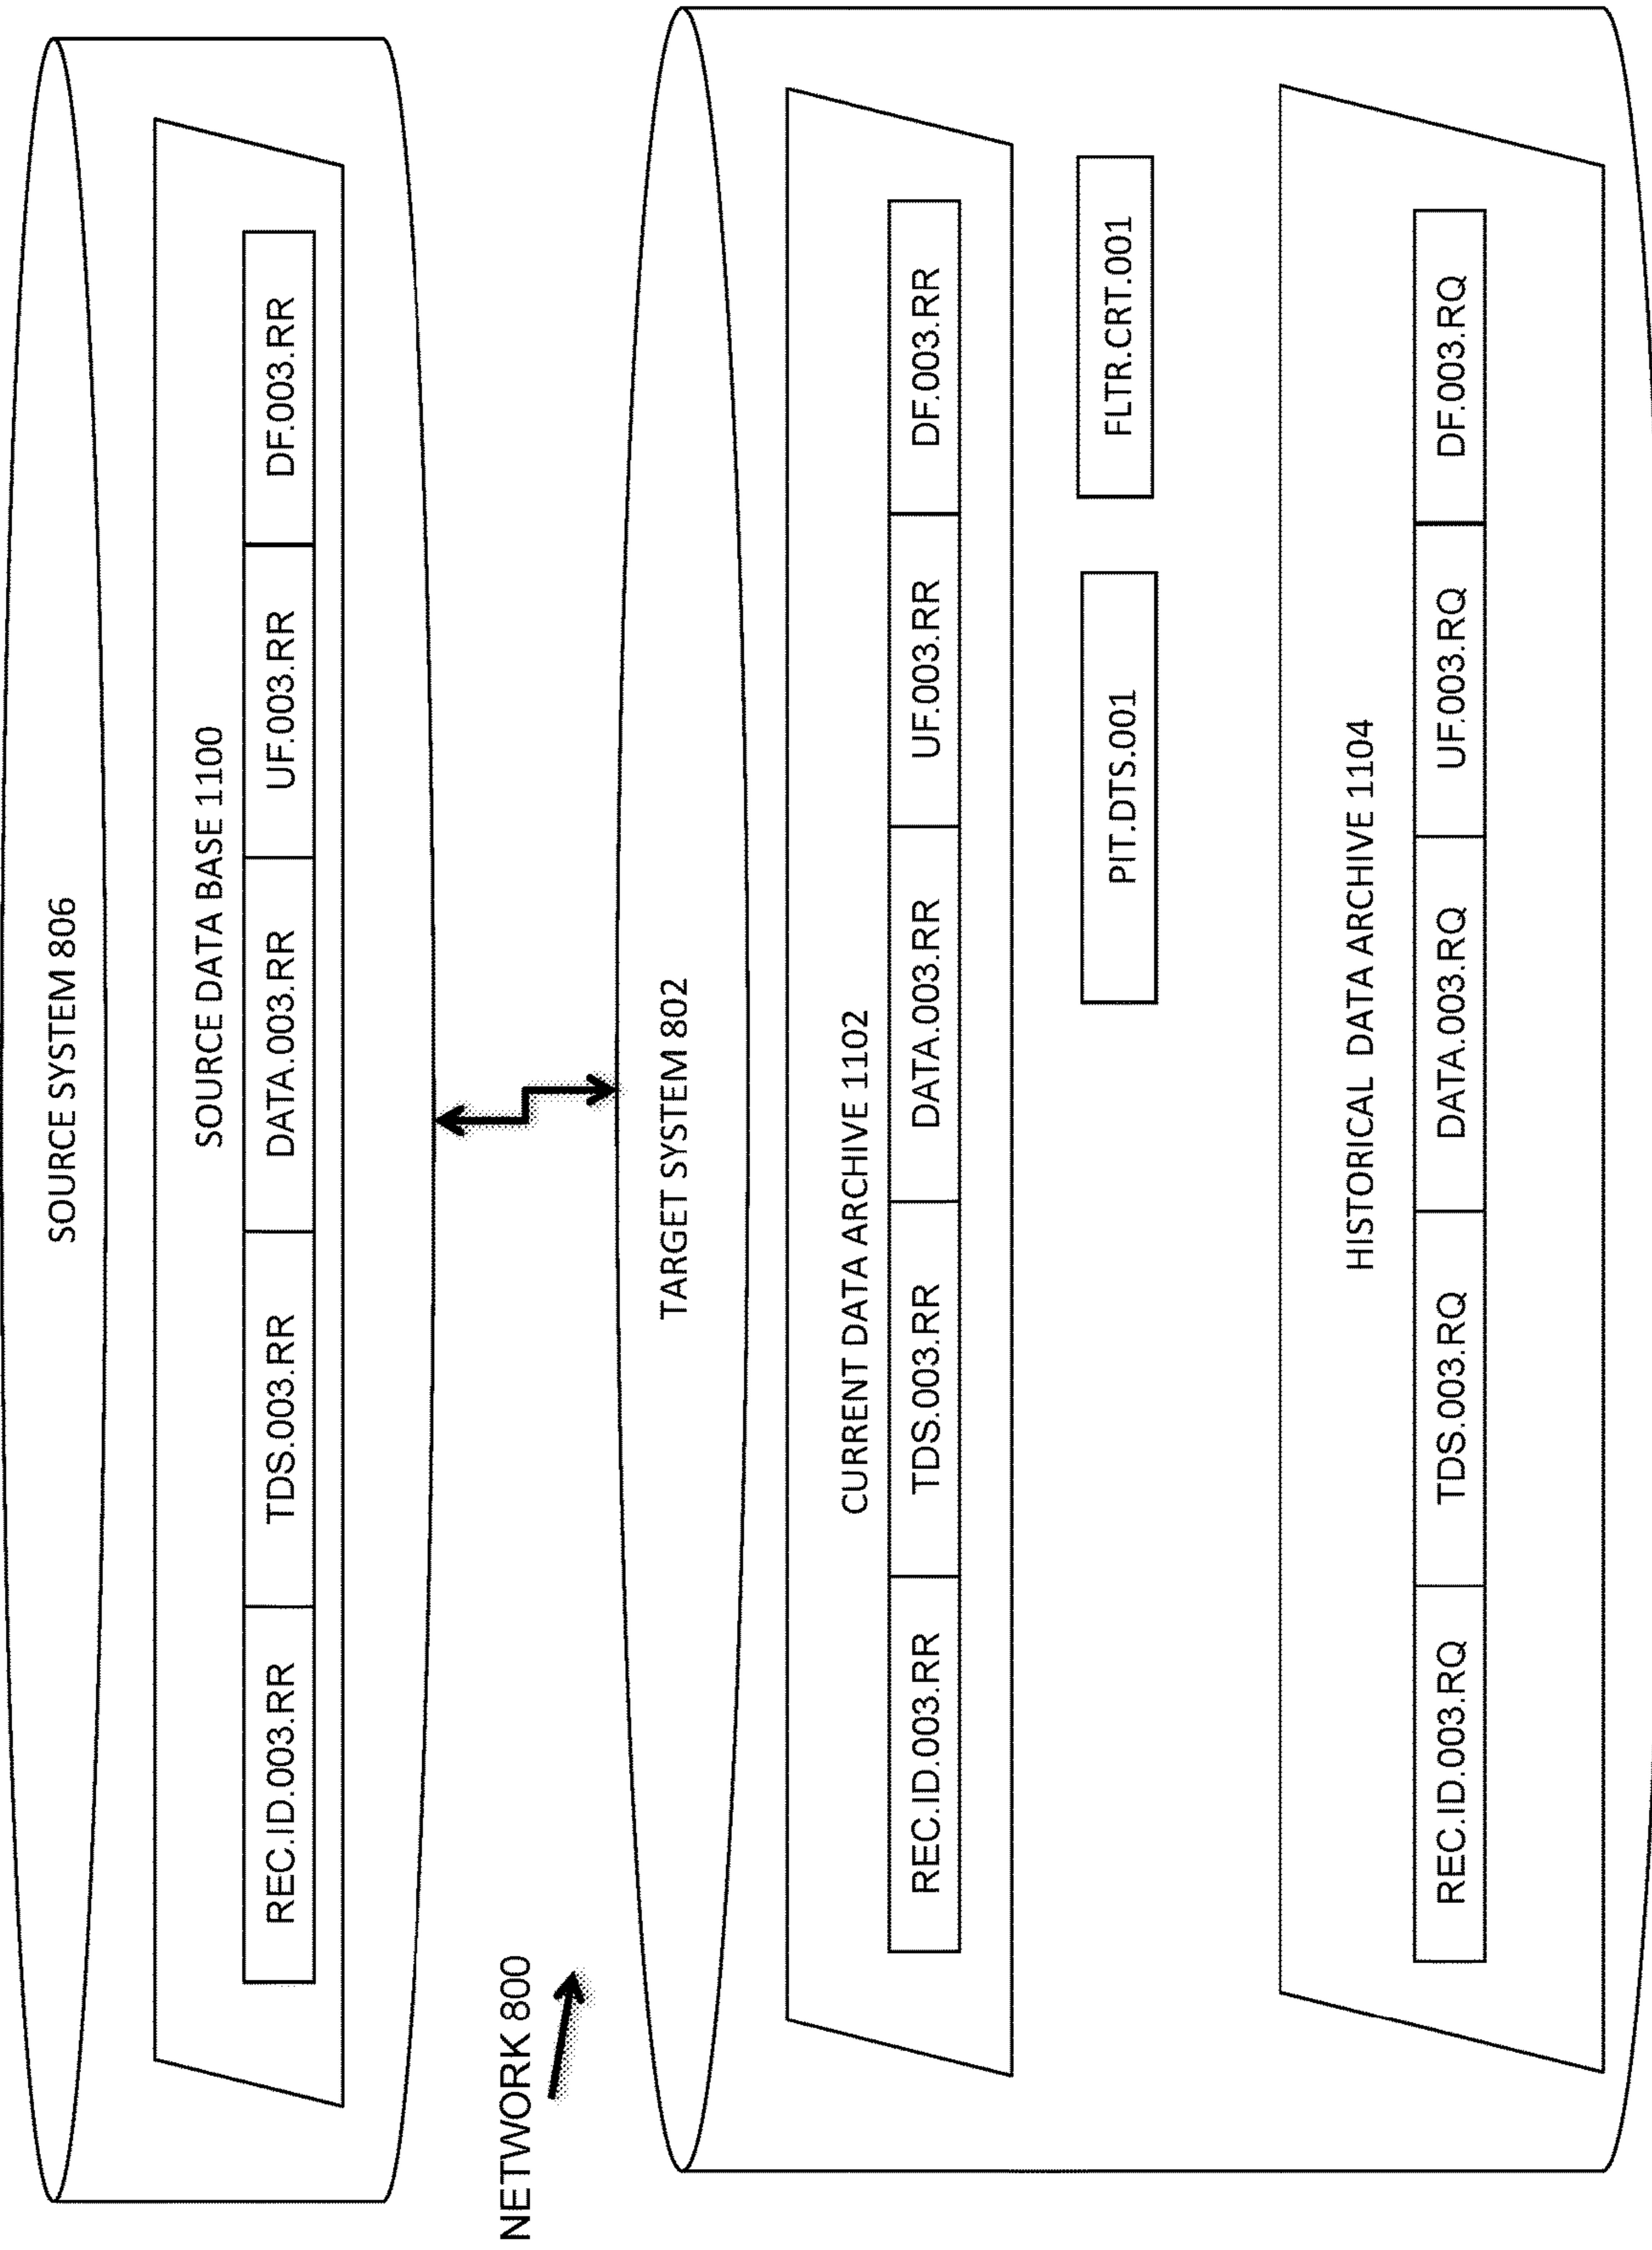 SOURCE SYSTEM 806
SOURCE DATA BASE 1100
REC.ID.003.RR TDS.003.RR DATA.003.RR UF.003.RR DF.003.RR
NETWORK 800
TARGET SYSTEM 802
CURRENT DATA ARCHIVE 1102
REC.ID.003.RR TDS.003.RR DATA.003.RR UF.003.RR DF.003.RR
PIT.DTS.001 FLTR.CRT.001
HISTORICAL DATA ARCHIVE 1104
REC.ID.003.RQ TDS.003.RQ DATA.003.RQ UF.003.RQ DF.003.RQ